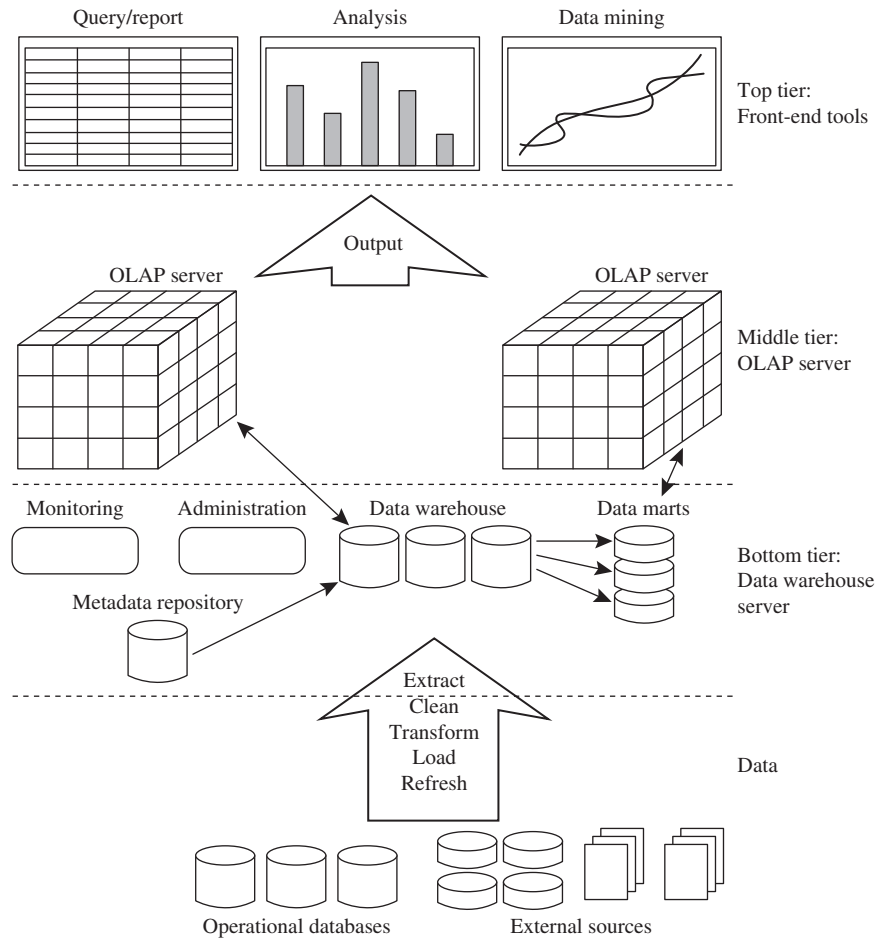 Query/report
Analysis
Data mining
Top tier:
Front-end tools
Output
OLAP server
OLAP server
Middle tier:
OLAP server
Monitoring
Administration
Data warehouse
Data marts
Bottom tier:
Data warehouse
server
Metadata repository
Extract
Clean
Transform
Load
Refresh
Data
Operational databases
External sources